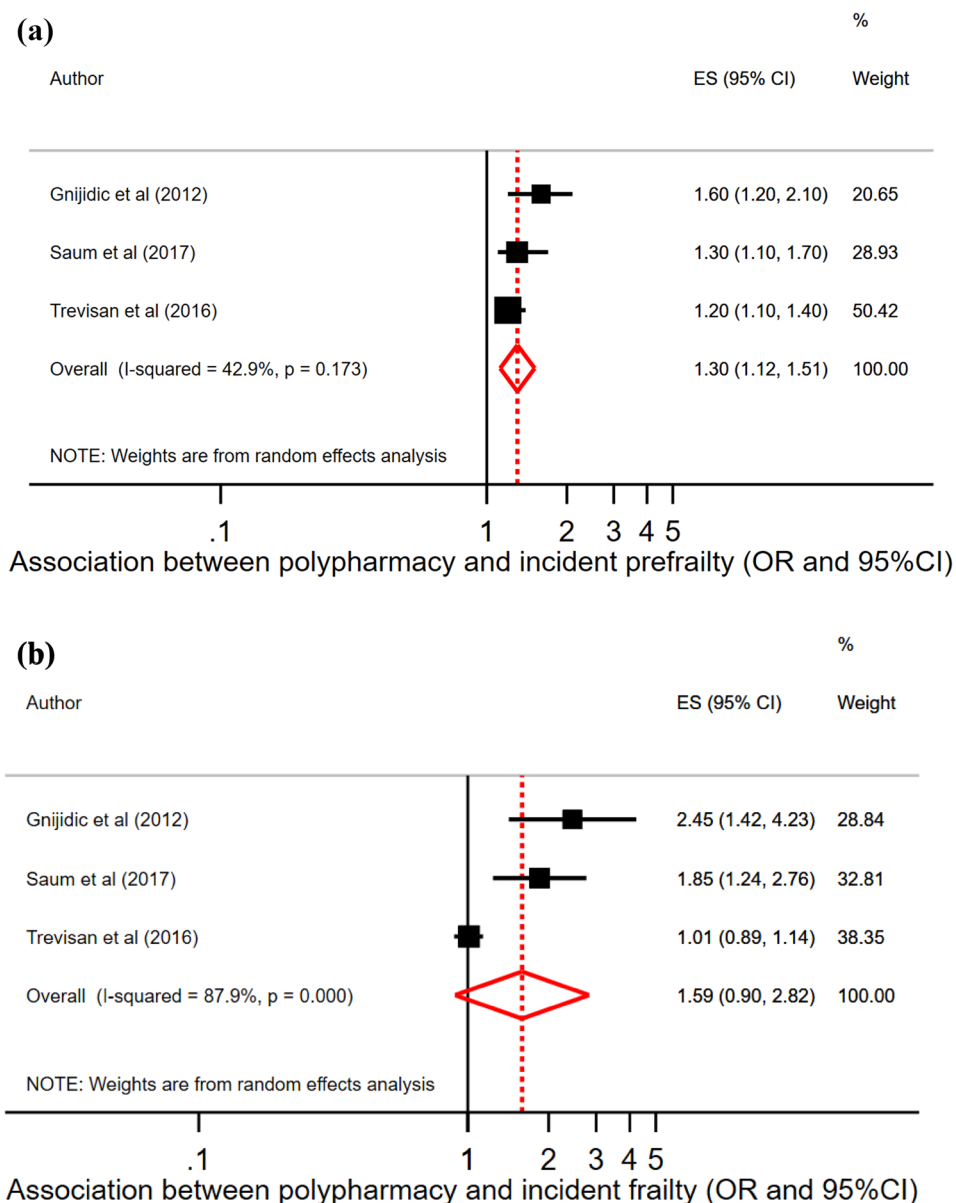 (a)
%
Author ES (95% CI) Weight
Gnijidic et al (2012) 1.60 (1.20, 2.10) 20.65
Saum et al (2017) 1.30 (1.10, 1.70) 28.93
Trevisan et al (2016) 1.20 (1.10, 1.40) 50.42
Overall (I-squared = 42.9%, p = 0.173) 1.30 (1.12, 1.51) 100.00
NOTE: Weights are from random effects analysis
.1 1 2 3 4 5
Association between polypharmacy and incident prefrailty (OR and 95%CI)
(b)
%
Author ES (95% CI) Weight
Gnijidic et al (2012) 2.45 (1.42, 4.23) 28.84
Saum et al (2017) 1.85 (1.24, 2.76) 32.81
Trevisan et al (2016) 1.01 (0.89, 1.14) 38.35
Overall (I-squared = 87.9%, p = 0.000) 1.59 (0.90, 2.82) 100.00
NOTE: Weights are from random effects analysis
.1 1 2 3 4 5
Association between polypharmacy and incident frailty (OR and 95%CI)